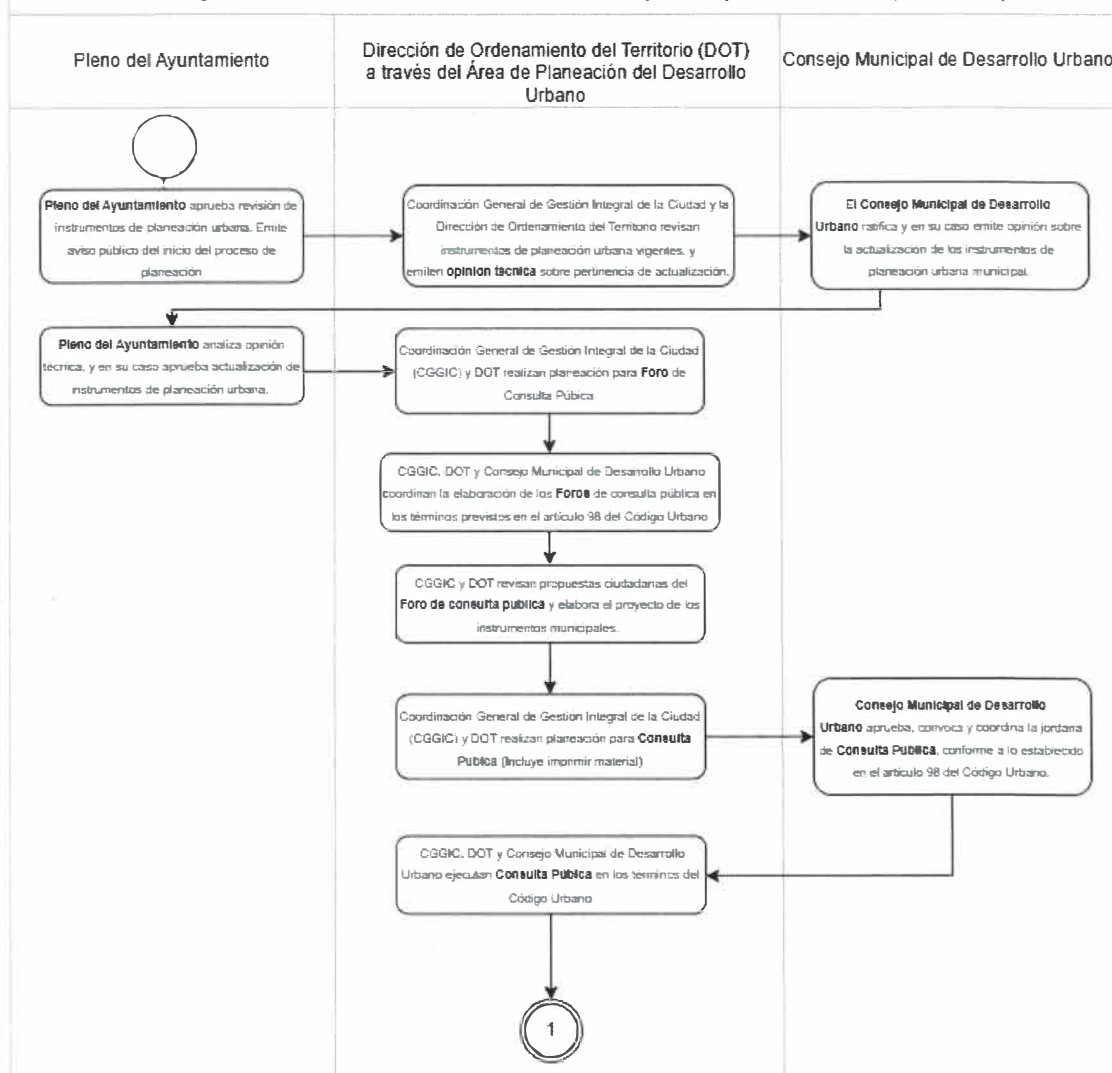 Pleno del Ayuntamiento
Dirección de Ordenamiento del Territorio (DOT)
a través del Área de Planeación del Desarrollo
Urbano
Consejo Municipal de Desarrollo Urbano
Pleno del Ayuntamiento aprueba revisión de
instrumentos de planeación urbana. Emite
aviso público del inicio del proceso de
planeación
Coordinación General de Gestión Integral de la Ciudad y la
Dirección de Ordenamiento del Territorio revisan
instrumentos de planeación urbana vigentes, y
emiten opinion técnica sobre pertinencia de actualización.
El Consejo Municipal de Desarrollo
Urbano ratifica y en su caso emite opinión sobre
la actualización de los instrumentos de
planeación urbana municipal.
Pleno del Ayuntamiento analiza opinión
técnica, y en su caso aprueba actualización de
instrumentos de planeación urbana.
Coordinación General de Gestión Integral de la Ciudad
(CGGIC) y DOT realizan planeación para Foro de
Consulta Púbica
CGGIC, DOT y Consejo Municipal de Desarrollo Urbano
coordinan la elaboración de los Foros de consulta pública en
los términos previstos en el artículo 98 del Código Urbano
CGGIC y DOT revisan propuestas ciudadanas del
Foro de consulta publica y elabora el proyecto de los
instrumentos municipales.
Coordinación General de Gestión Integral de la Ciudad
(CGGIC) y DOT realizan planeación para Consulta
Publica (Incluye imprimir material)
Consejo Municipal de Desarrollo
Urbano aprueba, convoca y coordina la jordana
de Consulta Publica, conforme a lo establecido
en el artículo 98 del Código Urbano.
CGGIC, DOT y Consejo Municipal de Desarrollo
Urbano ejecutan Consulta Pública en los términos del
Código Urbano
1